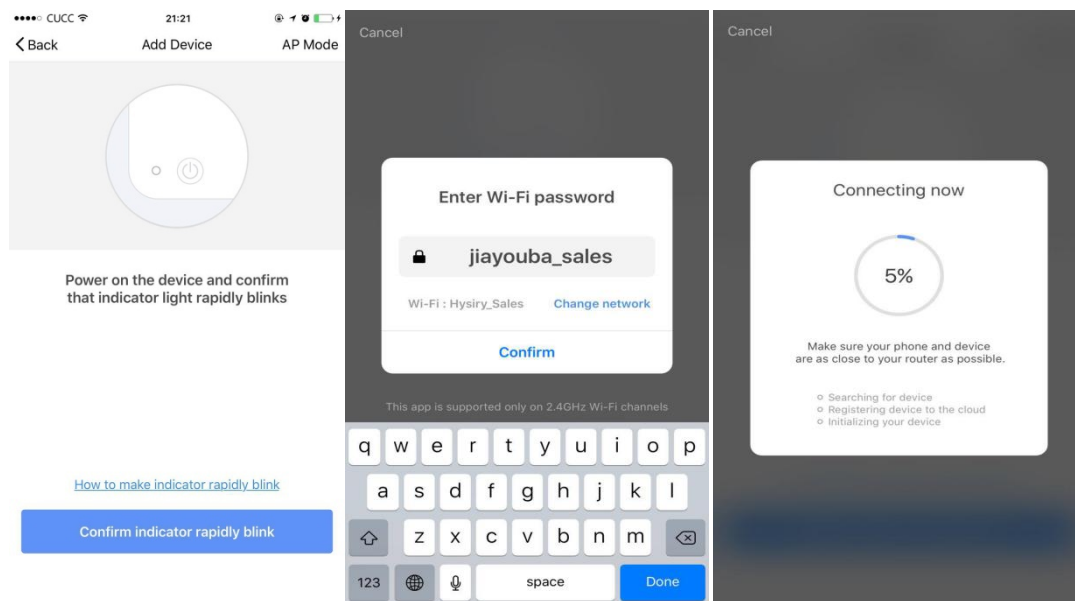 CUCC 21:21
Back Add Device AP Mode
Power on the device and confirm
that indicator light rapidly blinks
How to make indicator rapidly blink
Confirm indicator rapidly blink
Cancel
Enter Wi-Fi password
jiayouba_sales
Wi-Fi : Hysiry_Sales Change network
Confirm
This app is supported only on 2.4GHz Wi-Fi channels
q w e r t y u i o p
a s d f g h j k l
z x c v b n m
123 space Done
Cancel
Connecting now
5%
Make sure your phone and device
are as close to your router as possible.
Searching for device
Registering device to the cloud
Initializing your device